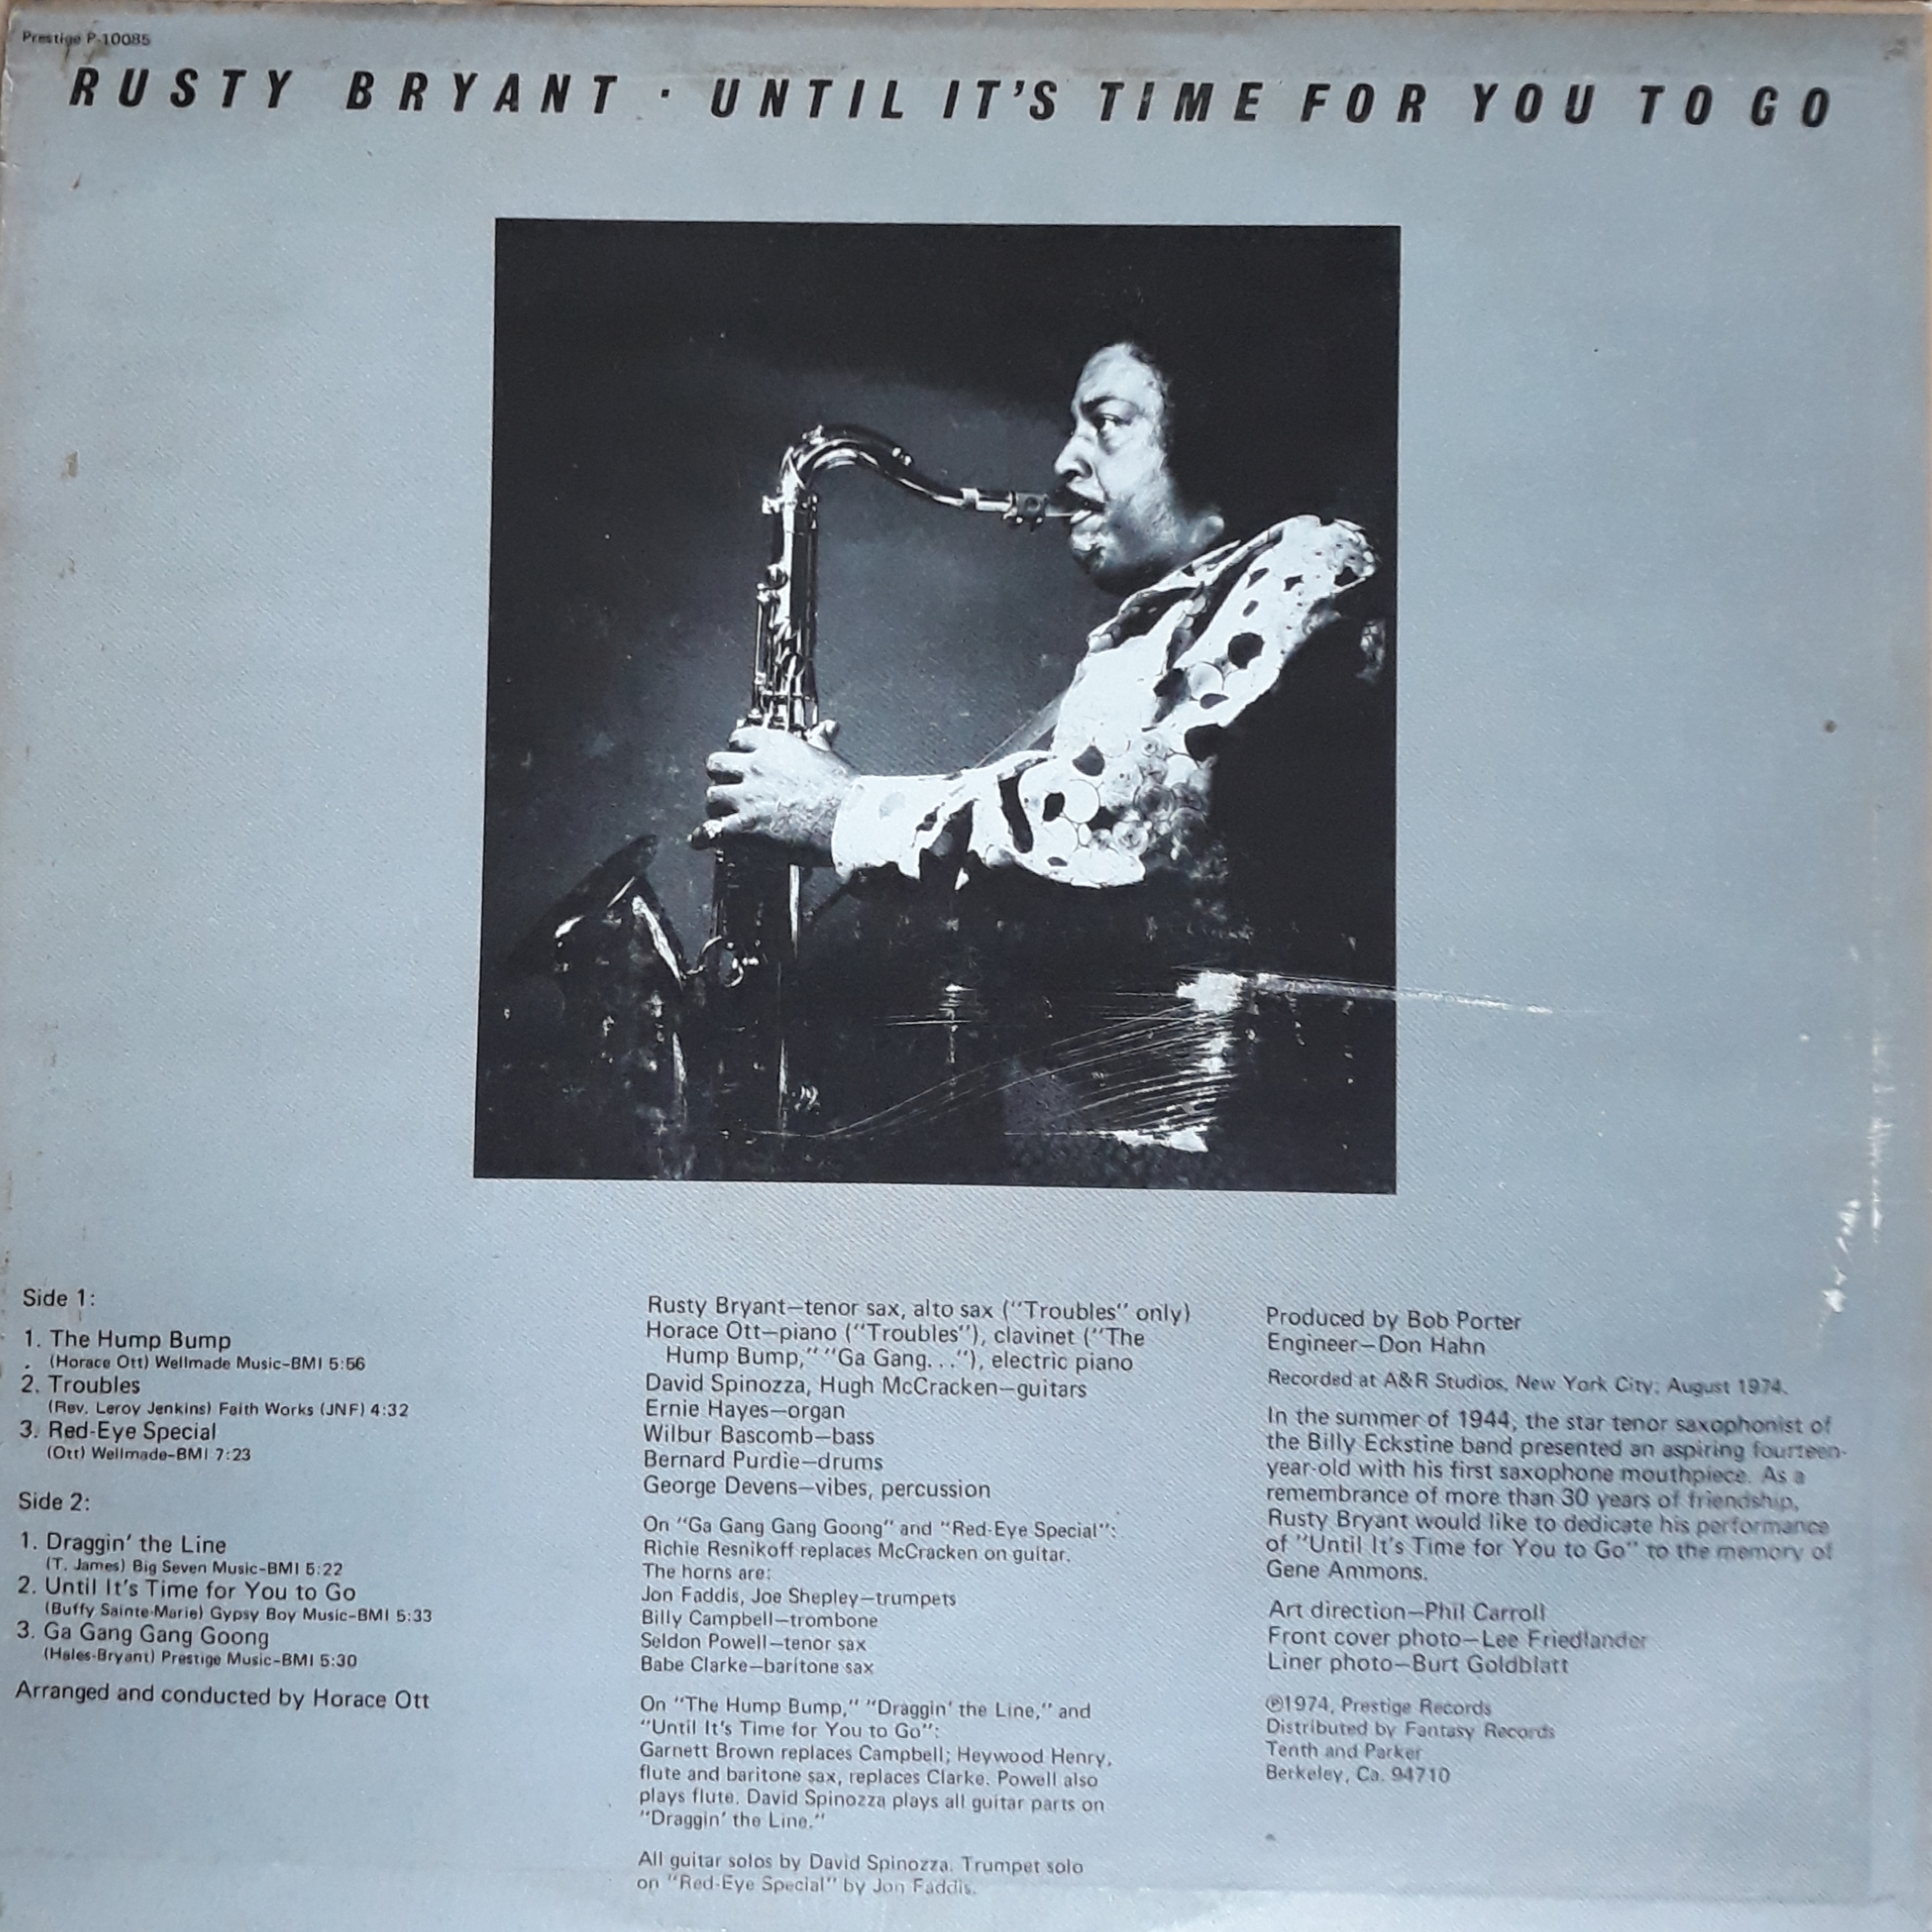 Prestige P-10085
RUSTY BRYANT · UNTIL IT'S TIME FOR YOU TO GO
Side 1:
1. The Hump Bump
(Horace Ott) Wellmade Music–BMI 5:56
2. Troubles
(Rev. Leroy Jenkins) Faith Works (JNF) 4:32
3. Red-Eye Special
(Ott) Wellmade–BMI 7:23
Side 2:
1. Draggin' the Line
(T. James) Big Seven Music–BMI 5:22
2. Until It's Time for You to Go
(Buffy Sainte-Marie) Gypsy Boy Music–BMI 5:33
3. Ga Gang Gang Goong
(Hales-Bryant) Prestige Music–BMI 5:30
Arranged and conducted by Horace Ott
Rusty Bryant—tenor sax, alto sax ("Troubles" only)
Horace Ott—piano ("Troubles"), clavinet ("The
Hump Bump," "Ga Gang. . ."), electric piano
David Spinozza, Hugh McCracken—guitars
Ernie Hayes—organ
Wilbur Bascomb—bass
Bernard Purdie—drums
George Devens—vibes, percussion
On "Ga Gang Gang Goong" and "Red-Eye Special":
Richie Resnikoff replaces McCracken on guitar.
The horns are:
Jon Faddis, Joe Shepley—trumpets
Billy Campbell—trombone
Seldon Powell—tenor sax
Babe Clarke—baritone sax
On "The Hump Bump," "Draggin' the Line," and
"Until It's Time for You to Go":
Garnett Brown replaces Campbell; Heywood Henry,
flute and baritone sax, replaces Clarke. Powell also
plays flute. David Spinozza plays all guitar parts on
"Draggin' the Line."
All guitar solos by David Spinozza. Trumpet solo
on "Red-Eye Special" by Jon Faddis.
Produced by Bob Porter
Engineer—Don Hahn
Recorded at A&R Studios, New York City; August 1974.
In the summer of 1944, the star tenor saxophonist of
the Billy Eckstine band presented an aspiring fourteen-
year-old with his first saxophone mouthpiece. As a
remembrance of more than 30 years of friendship,
Rusty Bryant would like to dedicate his performance
of "Until It's Time for You to Go" to the memory of
Gene Ammons.
Art direction—Phil Carroll
Front cover photo—Lee Friedlander
Liner photo—Burt Goldblatt
℗1974, Prestige Records
Distributed by Fantasy Records
Tenth and Parker
Berkeley, Ca. 94710